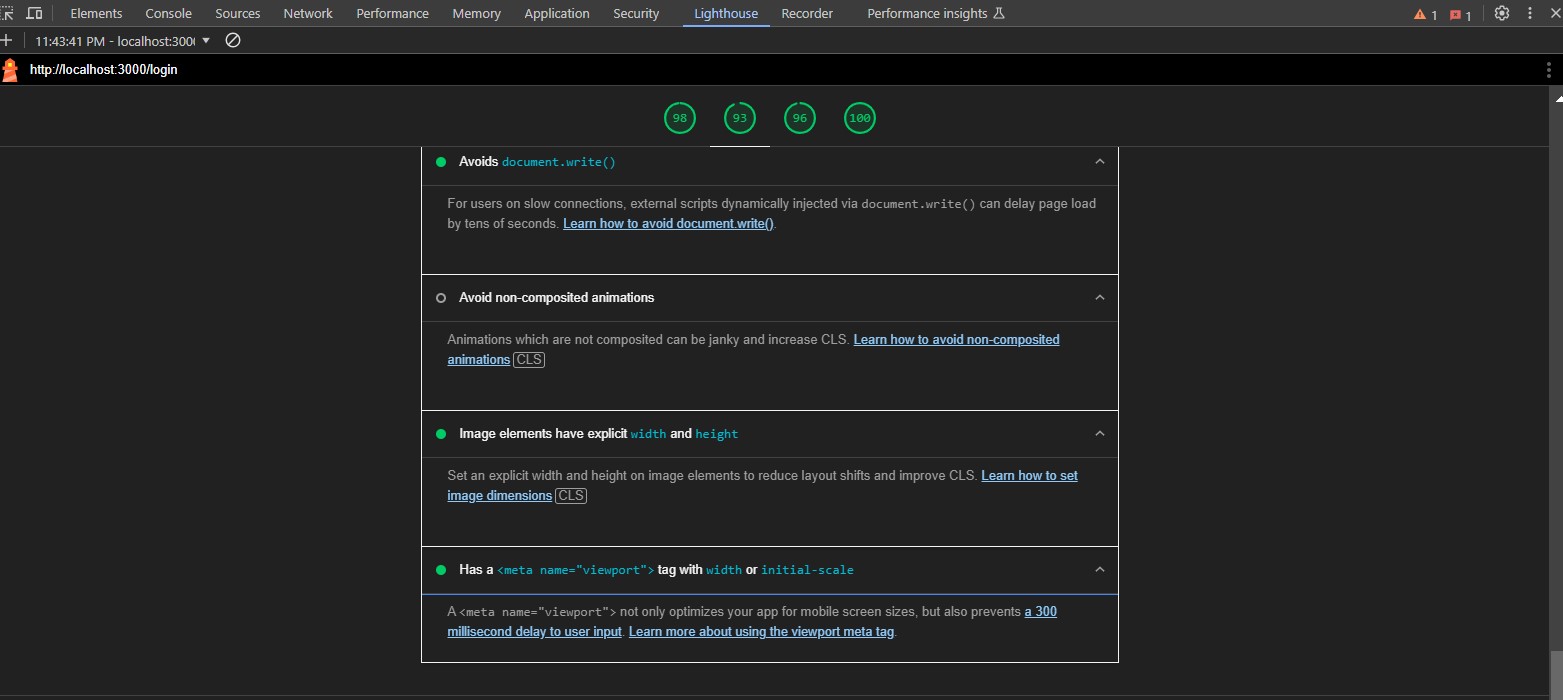 Elements Console Sources Network Performance Memory Application Security Lighthouse Recorder Performance insights 1 1
11:43:41 PM - localhost:3000
http://localhost:3000/login
98 93 96 100
Avoids document.write()
For users on slow connections, external scripts dynamically injected via document.write() can delay page load
by tens of seconds. Learn how to avoid document.write().
Avoid non-composited animations
Animations which are not composited can be janky and increase CLS. Learn how to avoid non-composited
animations CLS
Image elements have explicit width and height
Set an explicit width and height on image elements to reduce layout shifts and improve CLS. Learn how to set
image dimensions CLS
Has a <meta name="viewport"> tag with width or initial-scale
A <meta name="viewport"> not only optimizes your app for mobile screen sizes, but also prevents a 300
millisecond delay to user input. Learn more about using the viewport meta tag.